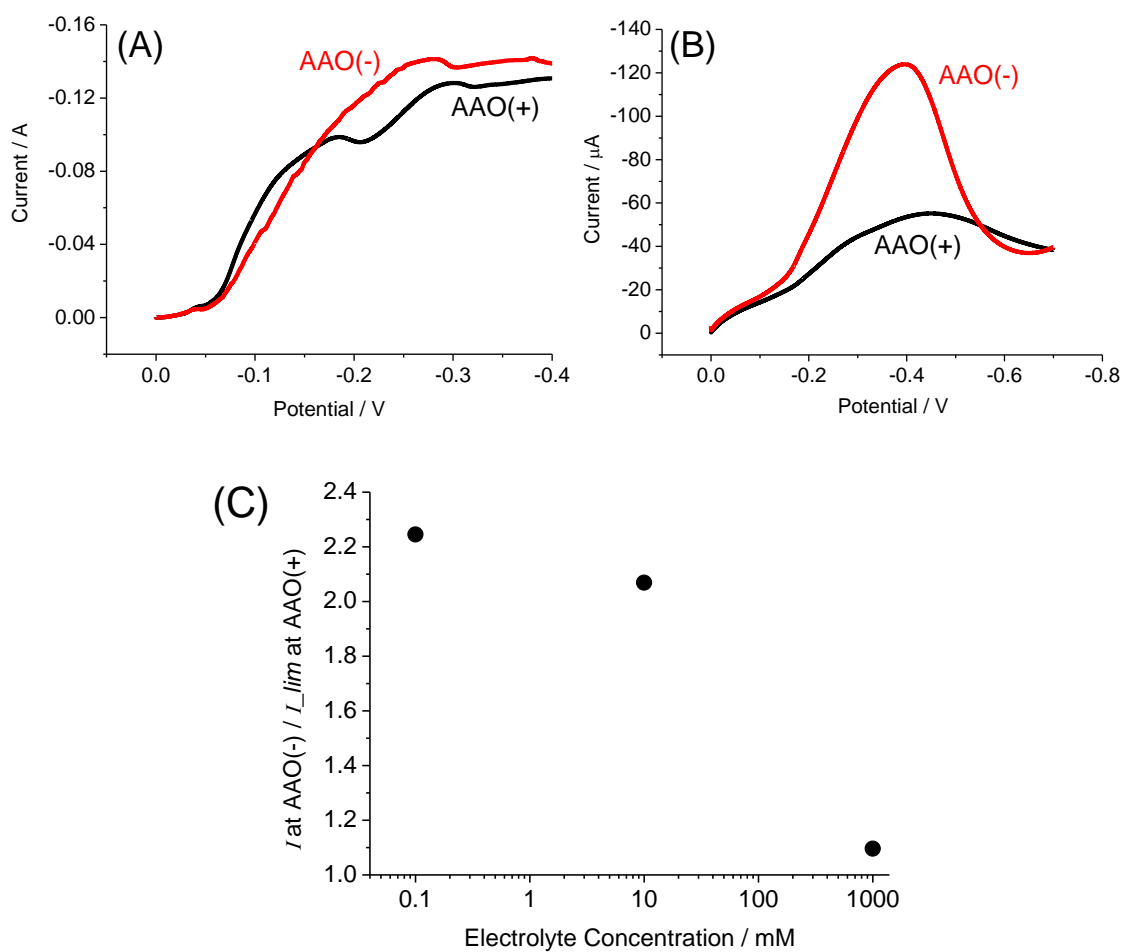 (A)
-0.16
-0.12
-0.08
-0.04
0.00
Current / A
AAO(-)
AAO(+)
0.0 -0.1 -0.2 -0.3 -0.4
Potential / V
(B)
-140
-120
-100
-80
-60
-40
-20
0
Current / μA
AAO(-)
AAO(+)
0.0 -0.2 -0.4 -0.6 -0.8
Potential / V
(C)
2.4
2.2
2.0
1.8
1.6
1.4
1.2
1.0
I at AAO(-) / I_lim at AAO(+)
0.1 1 10 100 1000
Electrolyte Concentration / mM